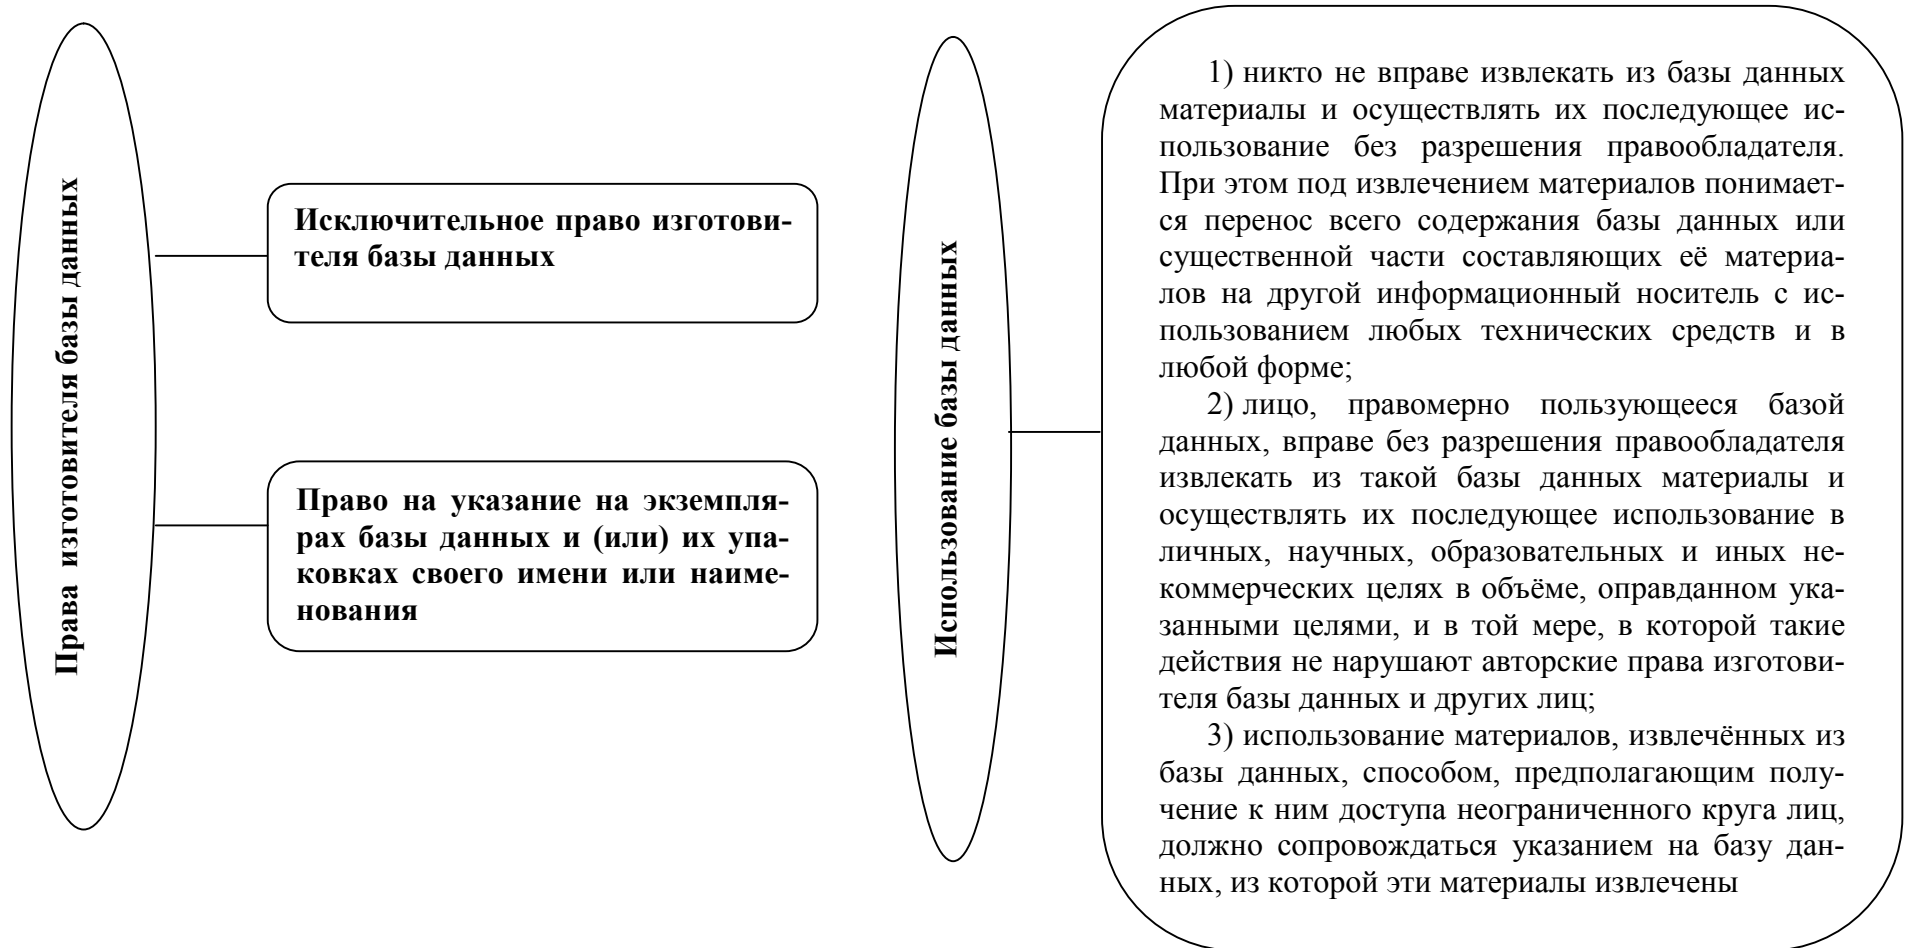 Права изготовителя базы данных
Исключительное право изготови-
теля базы данных
Право на указание на экземпля-
рах базы данных и (или) их упа-
ковках своего имени или наиме-
нования
Использование базы данных
1) никто не вправе извлекать из базы данных
материалы и осуществлять их последующее ис-
пользование без разрешения правообладателя.
При этом под извлечением материалов понимает-
ся перенос всего содержания базы данных или
существенной части составляющих её материа-
лов на другой информационный носитель с ис-
пользованием любых технических средств и в
любой форме;
2) лицо, правомерно пользующееся базой
данных, вправе без разрешения правообладателя
извлекать из такой базы данных материалы и
осуществлять их последующее использование в
личных, научных, образовательных и иных не-
коммерческих целях в объёме, оправданном ука-
занными целями, и в той мере, в которой такие
действия не нарушают авторские права изготови-
теля базы данных и других лиц;
3) использование материалов, извлечённых из
базы данных, способом, предполагающим полу-
чение к ним доступа неограниченного круга лиц,
должно сопровождаться указанием на базу дан-
ных, из которой эти материалы извлечены